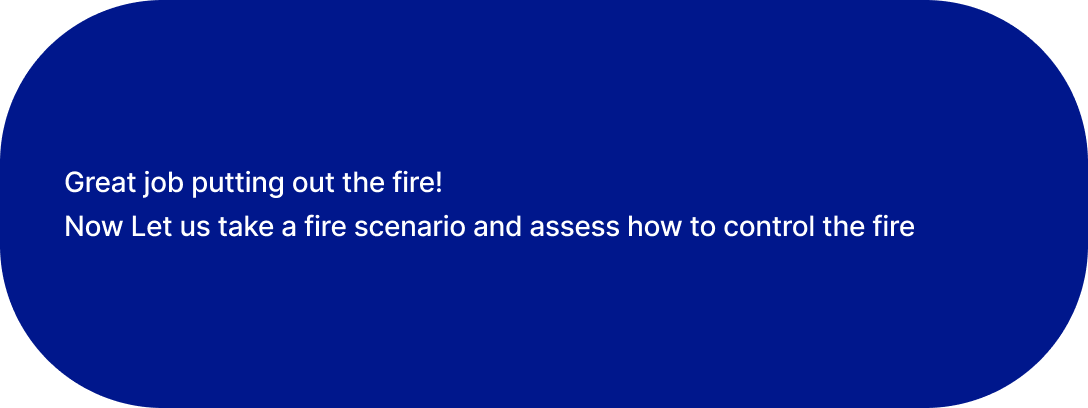 Great job putting out the fire!
Now Let us take a fire scenario and assess how to control the fire